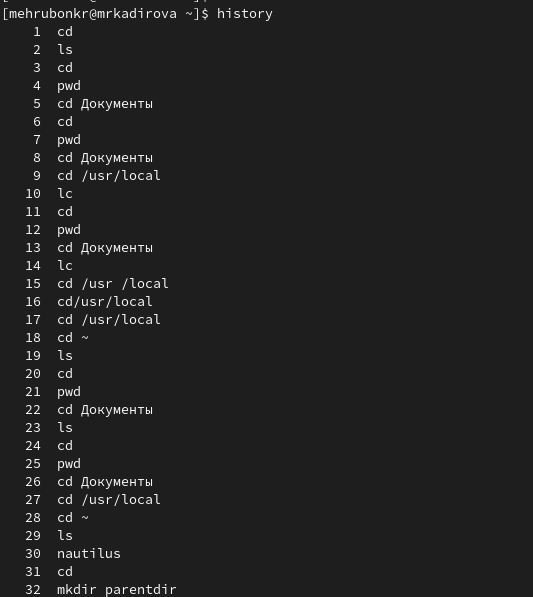 [mehrubonkr@mrkadirova ~]$ history
1 cd
2 ls
3 cd
4 pwd
5 cd Документы
6 cd
7 pwd
8 cd Документы
9 cd /usr/local
10 lc
11 cd
12 pwd
13 cd Документы
14 lc
15 cd /usr /local
16 cd/usr/local
17 cd /usr/local
18 cd ~
19 ls
20 cd
21 pwd
22 cd Документы
23 ls
24 cd
25 pwd
26 cd Документы
27 cd /usr/local
28 cd ~
29 ls
30 nautilus
31 cd
32 mkdir parentdir